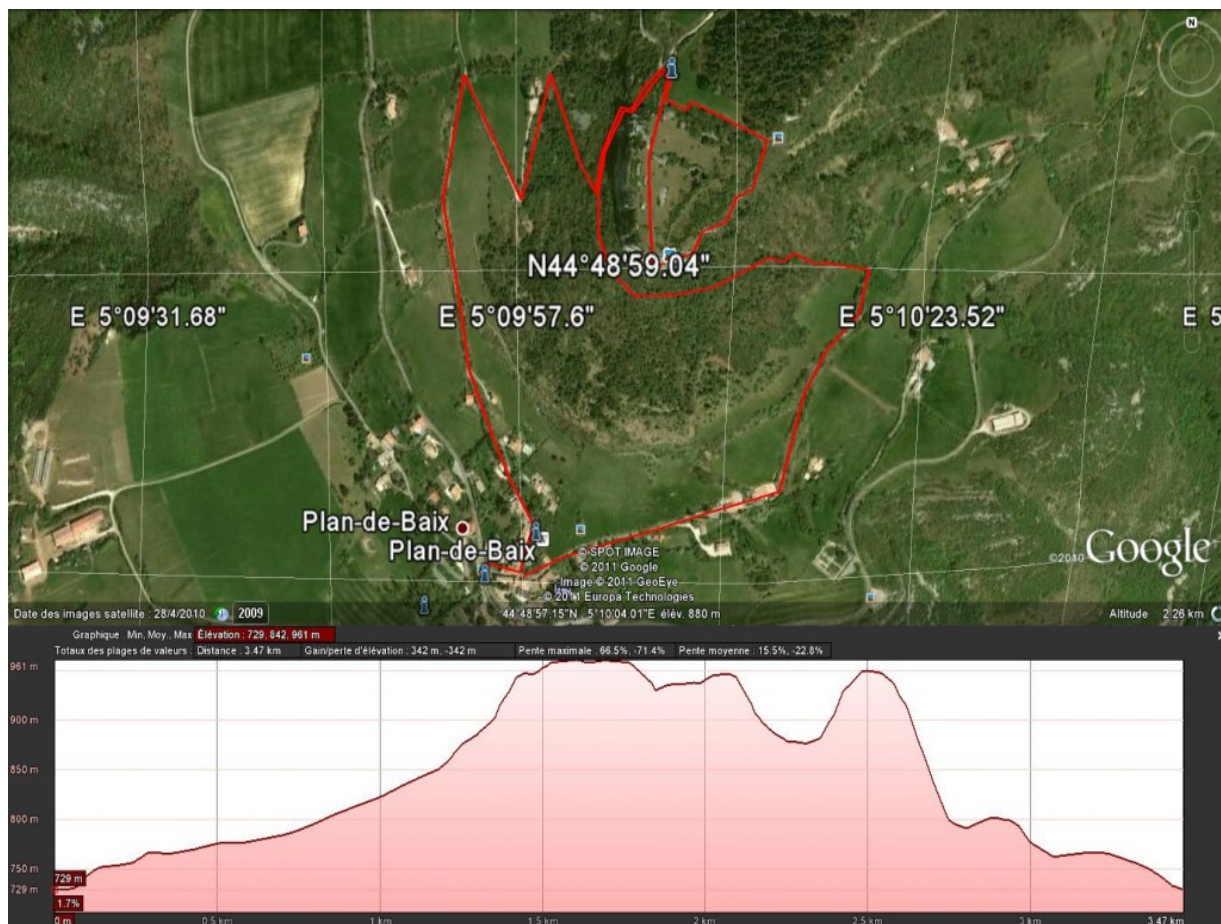 N
N44°48'59.04"
E 5°09'31.68"
E 5°09'57.6"
E 5°10'23.52"
E 5
Plan-de-Baix
Plan-de-Baix
© SPOT IMAGE
© 2011 Google
Image © 2011 GeoEye
© 2011 Europa Technologies
©2010 Google
Date des images satellite : 28/4/2010
2009
44:48'57.15"N 5°10'04.01"E élév. 880 m
Altitude 2.26 km
Graphique : Min, Moy., Max Élévation : 729, 842, 961 m
Totaux des plages de valeurs : Distance : 3.47 km Gain/perte d'élévation : 342 m, -342 m Pente maximale : 66.5%, -71.4% Pente moyenne : 15.5%, -22.8%
961 m
900 m
850 m
800 m
750 m
729 m
729 m
1.7%
0 m
0.5 km
1 km
1.5 km
2 km
2.5 km
3 km
3.47 km